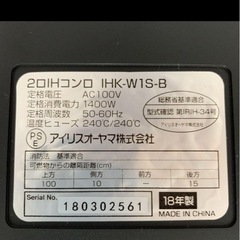 2口IHコンロ IHK-W1S-B
定格電圧 AC100V
定格消費電力 1400W
定格周波数 50-60Hz
温度ヒューズ 240℃/240℃
総務省基準適合
型式確認 第IRIH-34号
PS
E
アイリスオーヤマ株式会社
消防法 基準適合
可燃物からの離隔距離(cm)
上方 側方 前方 後方
100 10 - 15
Serial No. 180302561
18年製
MADE IN CHINA